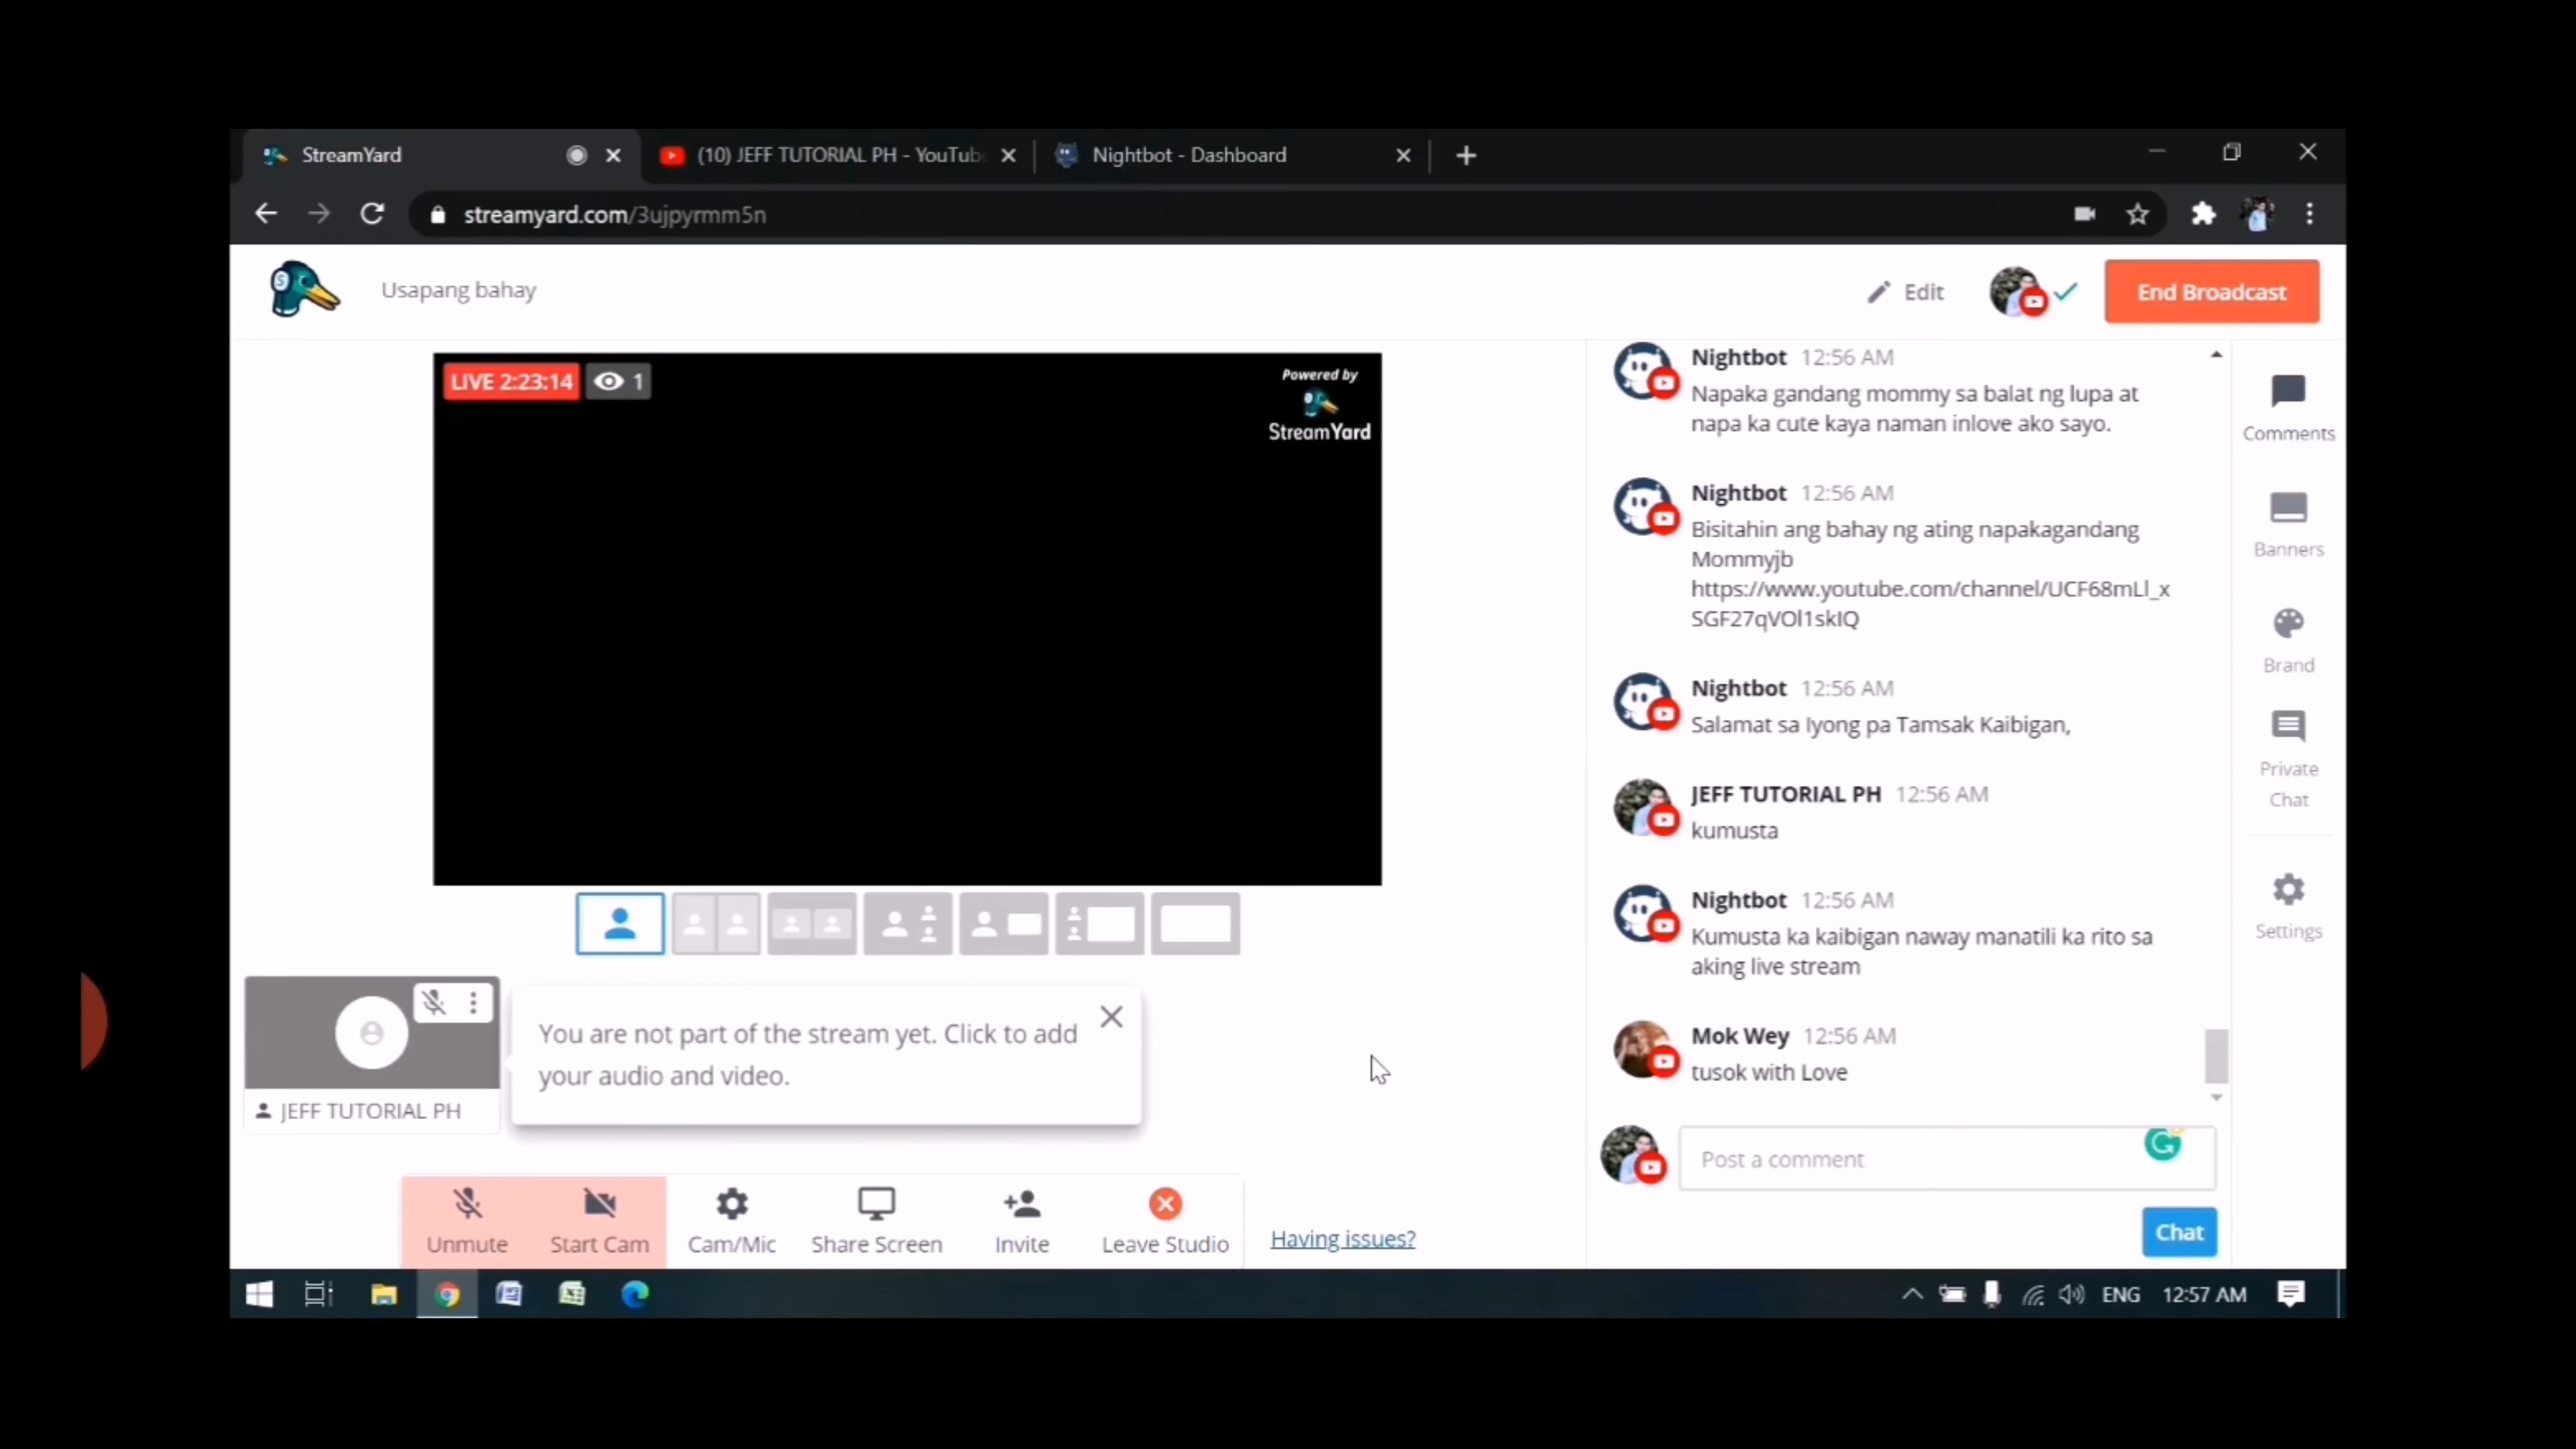 StreamYard
(10) JEFF TUTORIAL PH - YouTub
Nightbot - Dashboard
streamyard.com/3ujpyrmm5n
Usapang bahay
Edit
End Broadcast
LIVE 2:23:14
1
Powered by
StreamYard
Nightbot 12:56 AM
Napaka gandang mommy sa balat ng lupa at
napa ka cute kaya naman inlove ako sayo.
Nightbot 12:56 AM
Bisitahin ang bahay ng ating napakagandang
Mommyjb
https://www.youtube.com/channel/UCF68mLl_x
SGF27qVOl1skIQ
Nightbot 12:56 AM
Salamat sa Iyong pa Tamsak Kaibigan,
JEFF TUTORIAL PH 12:56 AM
kumusta
Nightbot 12:56 AM
Kumusta ka kaibigan naway manatili ka rito sa
aking live stream
Mok Wey 12:56 AM
tusok with Love
Post a comment
Chat
Comments
Banners
Brand
Private
Chat
Settings
You are not part of the stream yet. Click to add
your audio and video.
JEFF TUTORIAL PH
Unmute
Start Cam
Cam/Mic
Share Screen
Invite
Leave Studio
Having issues?
ENG
12:57 AM